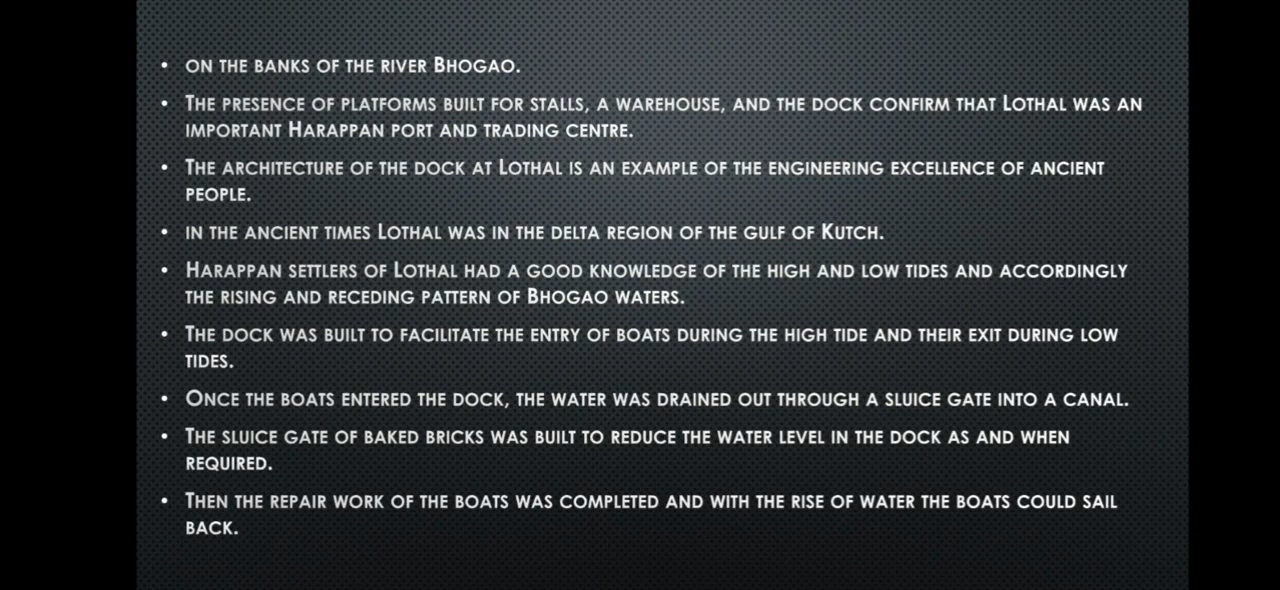 • on the banks of the river Bhogao.
• The presence of platforms built for stalls, a warehouse, and the dock confirm that Lothal was an
important Harappan port and trading centre.
• The architecture of the dock at Lothal is an example of the engineering excellence of ancient
people.
• in the ancient times Lothal was in the delta region of the gulf of Kutch.
• Harappan settlers of Lothal had a good knowledge of the high and low tides and accordingly
the rising and receding pattern of Bhogao waters.
• The dock was built to facilitate the entry of boats during the high tide and their exit during low
tides.
• Once the boats entered the dock, the water was drained out through a sluice gate into a canal.
• The sluice gate of baked bricks was built to reduce the water level in the dock as and when
required.
• Then the repair work of the boats was completed and with the rise of water the boats could sail
back.